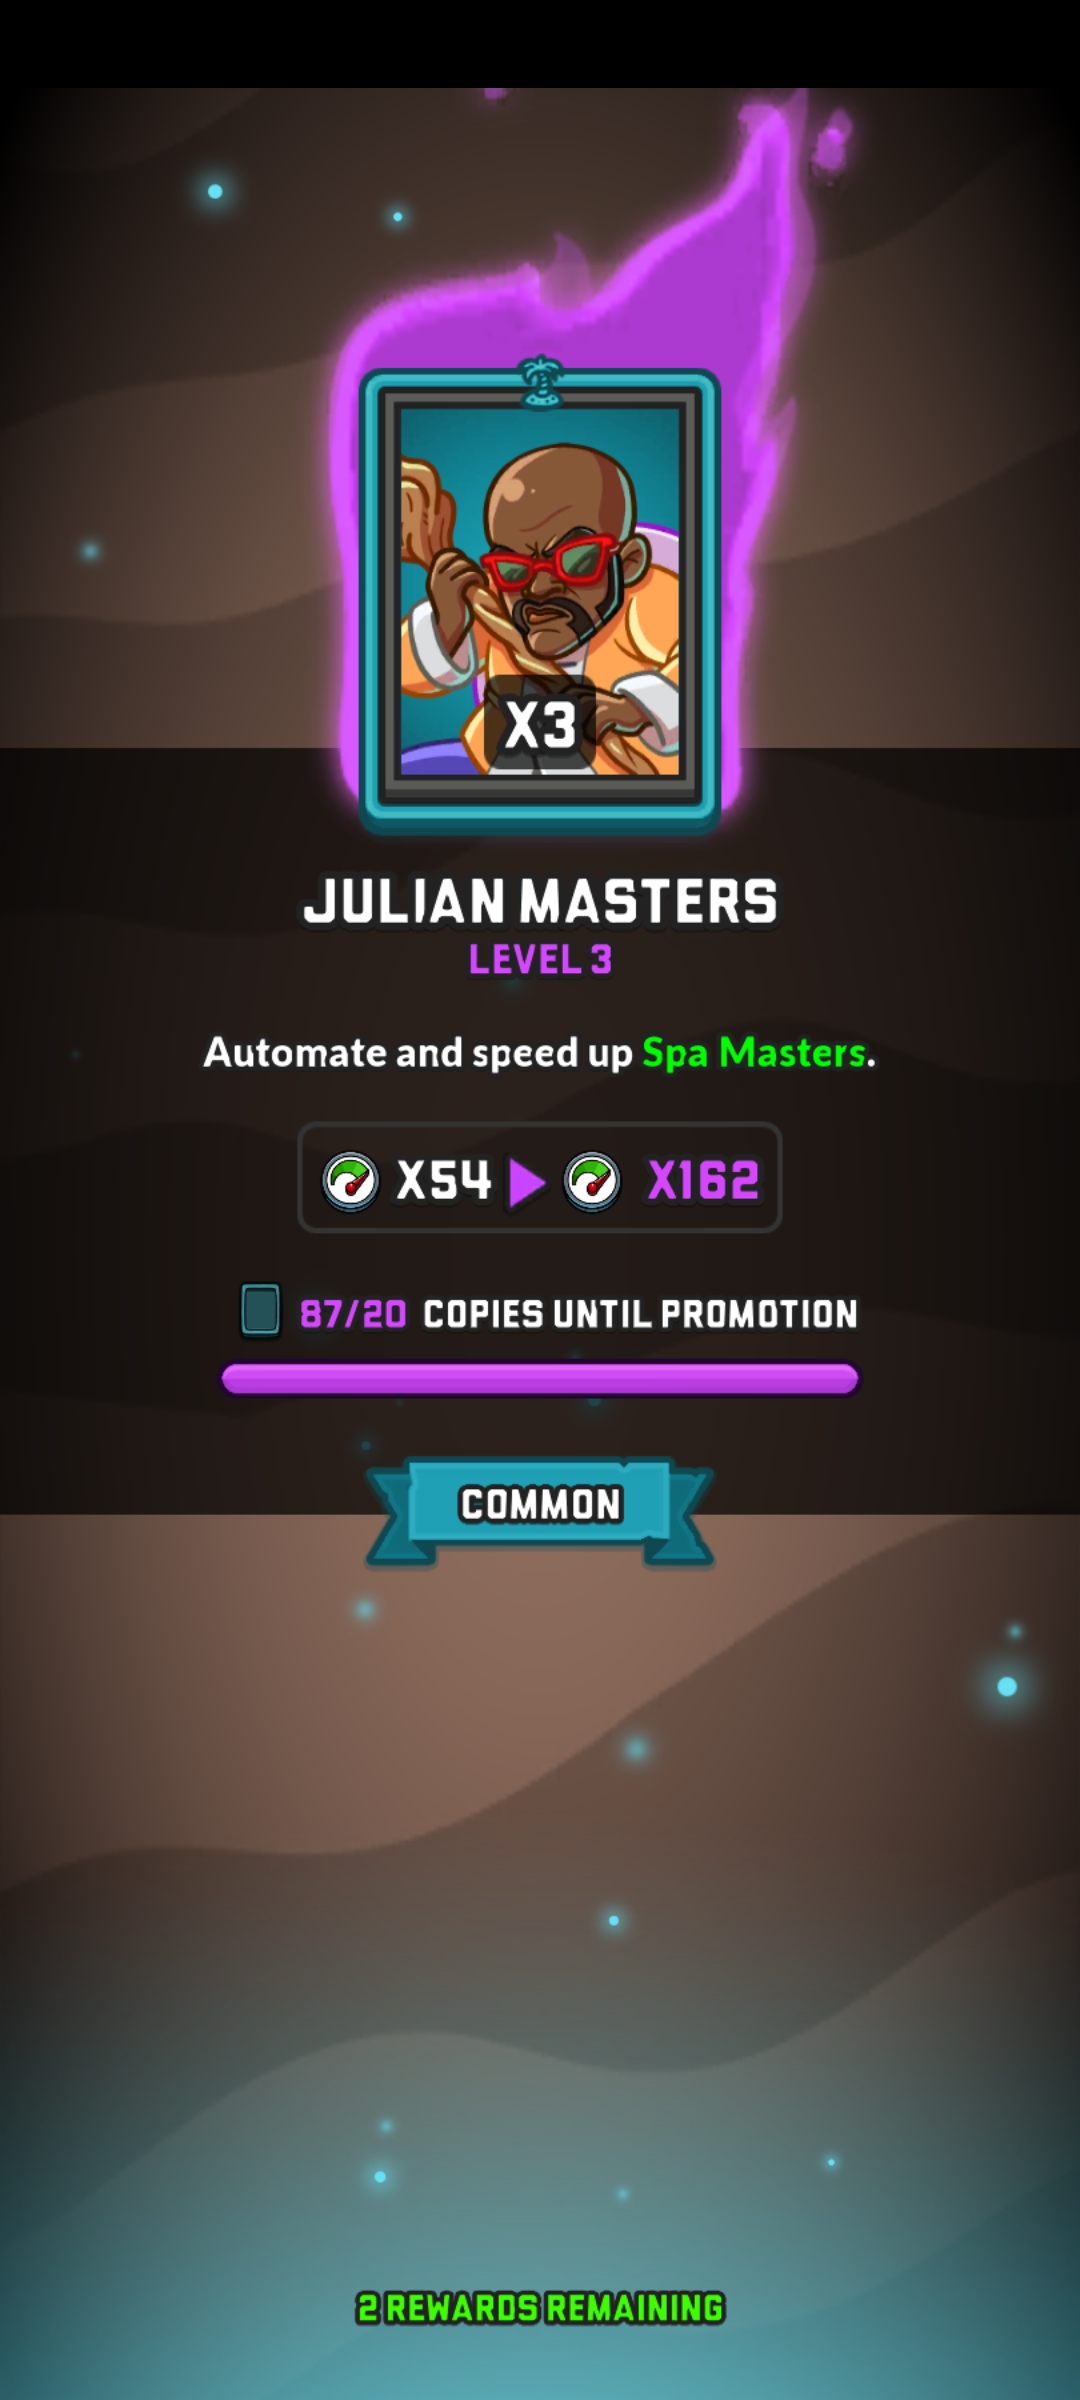 X3
JULIAN MASTERS
LEVEL 3
Automate and speed up Spa Masters.
X54 X162
87/20 COPIES UNTIL PROMOTION
COMMON
2 REWARDS REMAINING